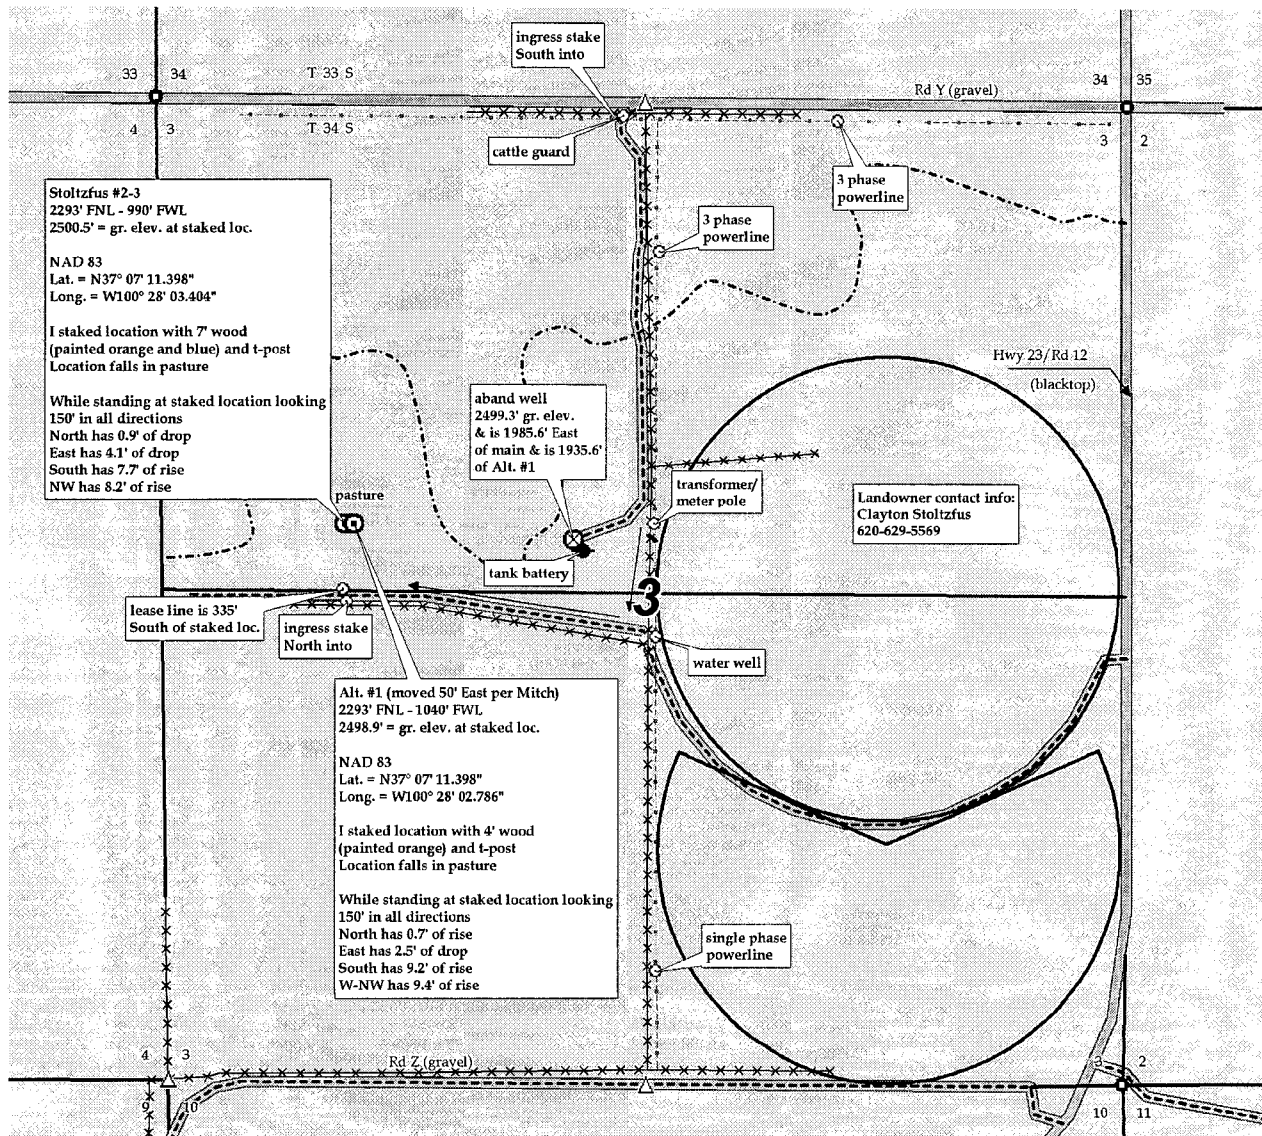 ingress stake
South into
33 34
T 33 S
34 35
Rd Y (gravel)
4 3
T 34 S
3 2
cattle guard
3 phase
powerline
3 phase
powerline
Stoltzfus #2-3
2293' FNL - 990' FWL
2500.5' = gr. elev. at staked loc.
NAD 83
Lat. = N37° 07' 11.398"
Long. = W100° 28' 03.404"
I staked location with 7' wood
(painted orange and blue) and t-post
Location falls in pasture
While standing at staked location looking
150' in all directions
North has 0.9' of drop
East has 4.1' of drop
South has 7.7' of rise
NW has 8.2' of rise
Hwy 23/Rd 12
(blacktop)
aband well
2499.3' gr. elev.
& is 1985.6' East
of main & is 1935.6'
of Alt. #1
pasture
transformer/
meter pole
Landowner contact info:
Clayton Stoltzfus
620-629-5569
tank battery
3
lease line is 335'
South of staked loc.
ingress stake
North into
water well
Alt. #1 (moved 50' East per Mitch)
2293' FNL - 1040' FWL
2498.9' = gr. elev. at staked loc.
NAD 83
Lat. = N37° 07' 11.398"
Long. = W100° 28' 02.786"
I staked location with 4' wood
(painted orange) and t-post
Location falls in pasture
While standing at staked location looking
150' in all directions
North has 0.7' of rise
East has 2.5' of drop
South has 9.2' of rise
W-NW has 9.4' of rise
single phase
powerline
4 3
Rd Z (gravel)
3 2
9 10
10 11